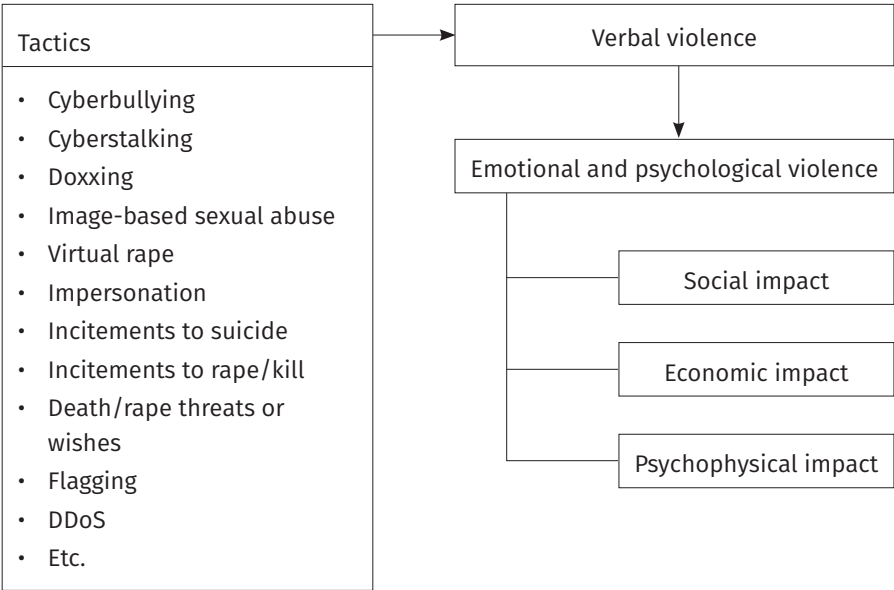 Tactics
• Cyberbullying
• Cyberstalking
• Doxxing
• Image-based sexual abuse
• Virtual rape
• Impersonation
• Incitements to suicide
• Incitements to rape/kill
• Death/rape threats or
wishes
• Flagging
• DDoS
• Etc.
Verbal violence
Emotional and psychological violence
Social impact
Economic impact
Psychophysical impact